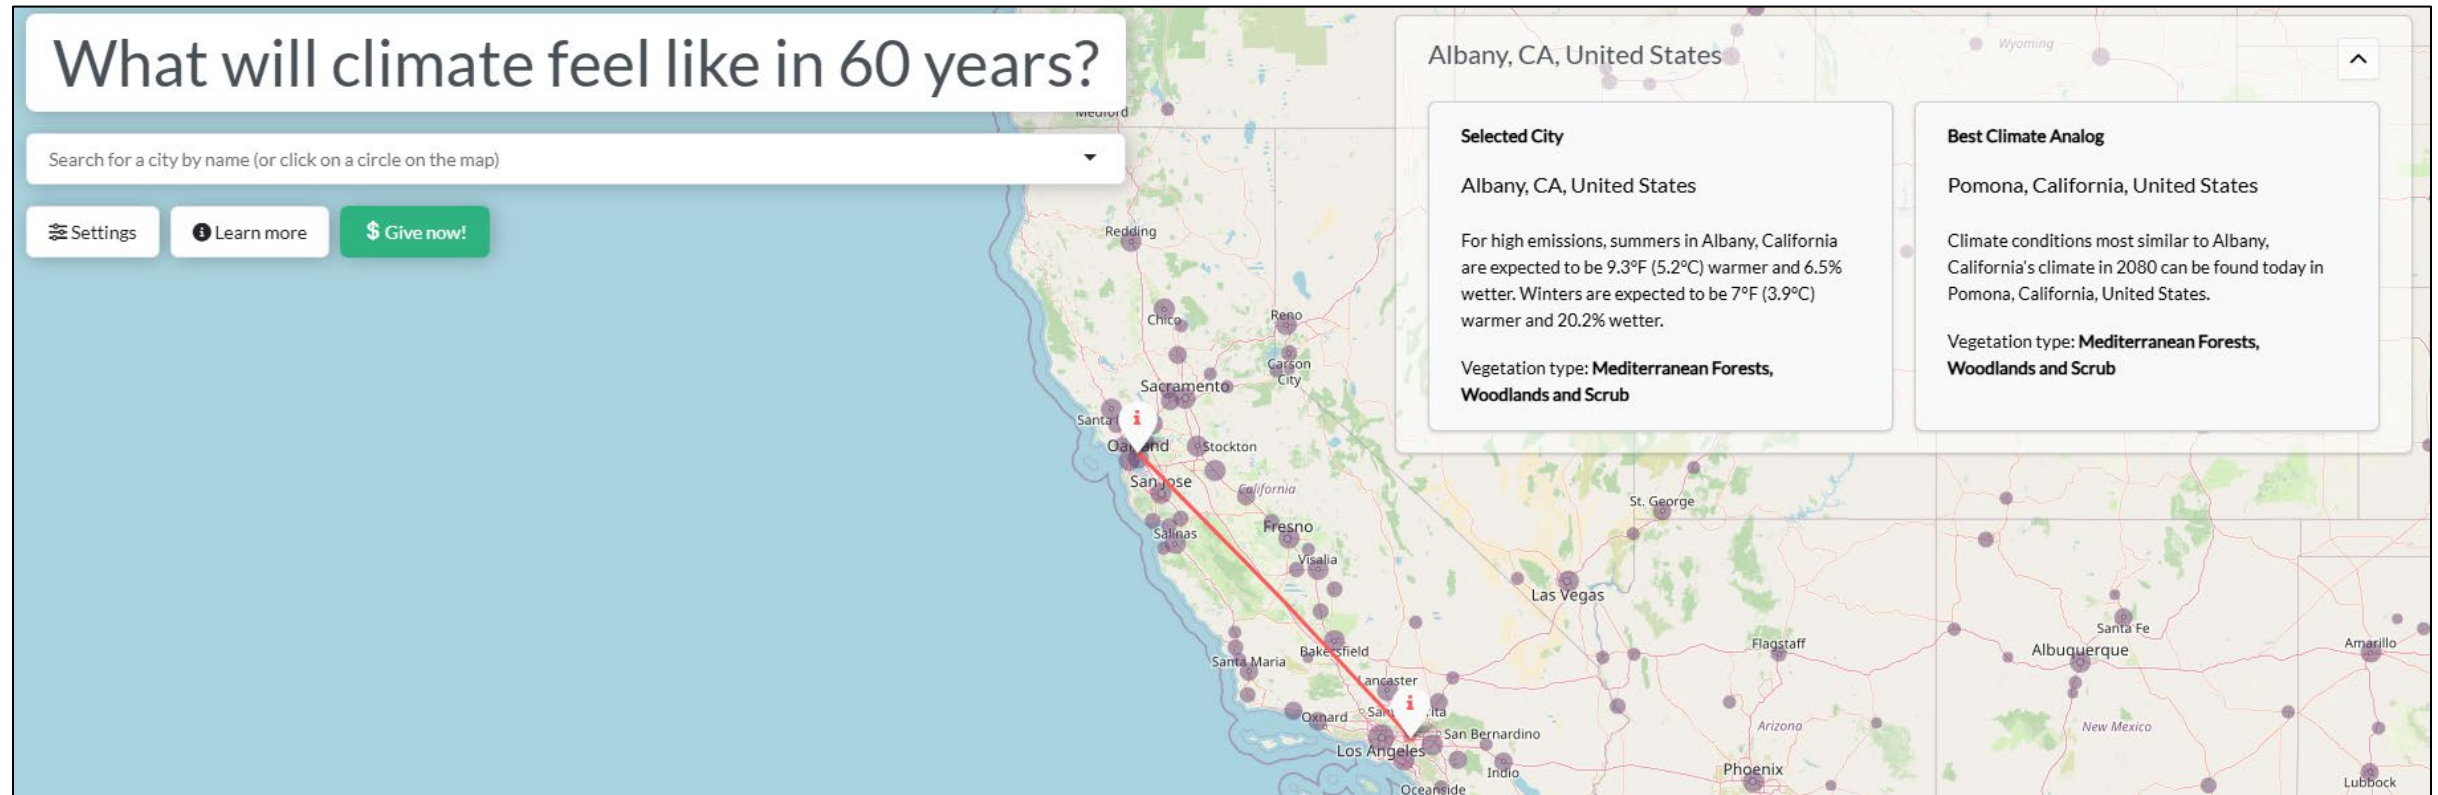 What will climate feel like in 60 years?
Search for a city by name (or click on a circle on the map)
Settings
Learn more
$ Give now!
Albany, CA, United States
Selected City
Albany, CA, United States
For high emissions, summers in Albany, California
are expected to be 9.3°F (5.2°C) warmer and 6.5%
wetter. Winters are expected to be 7°F (3.9°C)
warmer and 20.2% wetter.
Vegetation type: Mediterranean Forests,
Woodlands and Scrub
Best Climate Analog
Pomona, California, United States
Climate conditions most similar to Albany,
California's climate in 2080 can be found today in
Pomona, California, United States.
Vegetation type: Mediterranean Forests,
Woodlands and Scrub
Wyoming
Medford
Redding
Chico
Reno
Carson
City
Sacramento
Santa
Stockton
San Jose
California
Salinas
Fresno
Visalia
St. George
Las Vegas
Santa Maria
Bakersfield
Flagstaff
Santa Fe
Albuquerque
Amarillo
Lancaster
Oxnard
San Bernardino
Los Angeles
Arizona
New Mexico
Indio
Phoenix
Oceanside
Lubbock